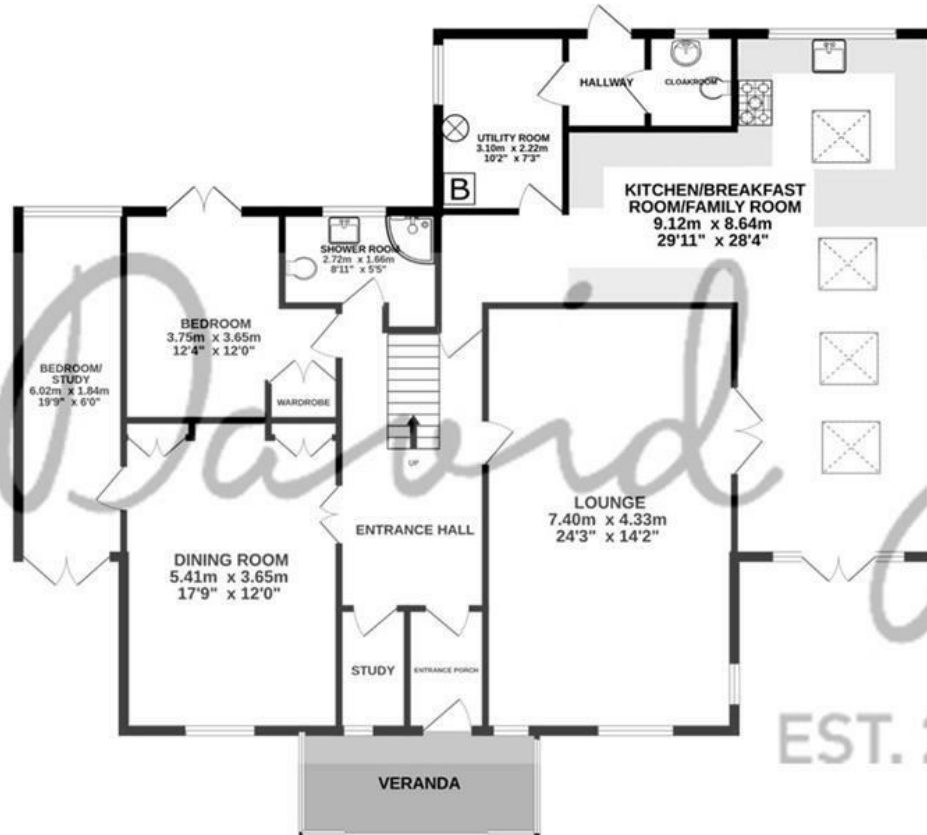 HALLWAY
CLOAKROOM
UTILITY ROOM
3.10m x 2.22m
10'2" x 7'3"
B
KITCHEN/BREAKFAST
ROOM/FAMILY ROOM
9.12m x 8.64m
29'11" x 28'4"
SHOWER ROOM
2.72m x 1.66m
8'11" x 5'5"
BEDROOM
3.75m x 3.65m
12'4" x 12'0"
BEDROOM/
STUDY
6.02m x 1.84m
19'9" x 6'0"
WARDROBE
David
UP
LOUNGE
7.40m x 4.33m
24'3" x 14'2"
ENTRANCE HALL
DINING ROOM
5.41m x 3.65m
17'9" x 12'0"
STUDY
ENTRANCE PORCH
EST. 2
VERANDA